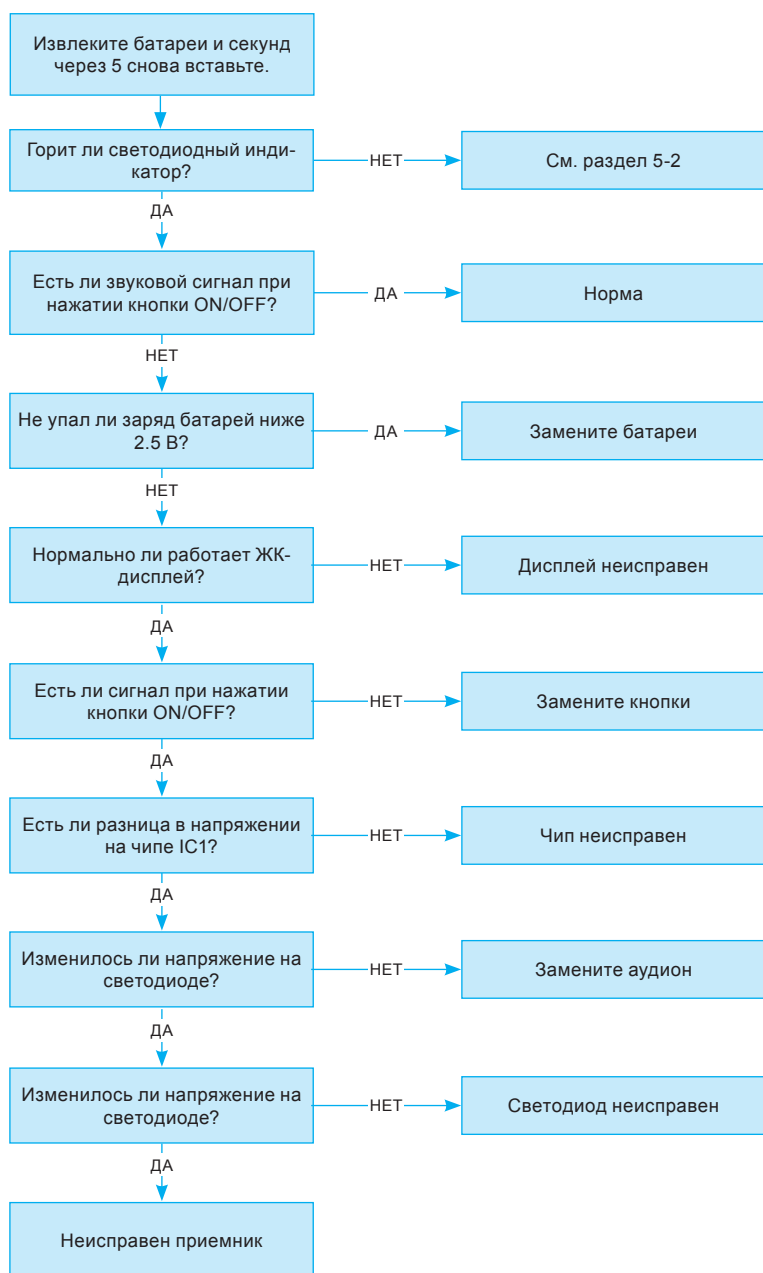 Извлеките батареи и секунд
через 5 снова вставьте.
Горит ли светодиодный инди-
катор?
НЕТ
См. раздел 5-2
ДА
Есть ли звуковой сигнал при
нажатии кнопки ON/OFF?
ДА
Норма
НЕТ
Не упал ли заряд батарей ниже
2.5 В?
ДА
Замените батареи
НЕТ
Нормально ли работает ЖК-
дисплей?
НЕТ
Дисплей неисправен
ДА
Есть ли сигнал при нажатии
кнопки ON/OFF?
НЕТ
Замените кнопки
ДА
Есть ли разница в напряжении
на чипе IC1?
НЕТ
Чип неисправен
ДА
Изменилось ли напряжение на
светодиоде?
НЕТ
Замените аудион
ДА
Изменилось ли напряжение на
светодиоде?
НЕТ
Светодиод неисправен
ДА
Неисправен приемник